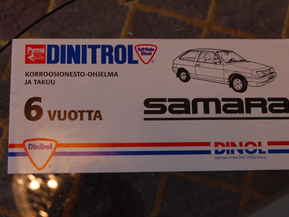 DINITROL
KORROOSIONESTO-OHJELMA
JA TAKUU
6 VUOTTA
SAMARA
Dinitrol
DINOL